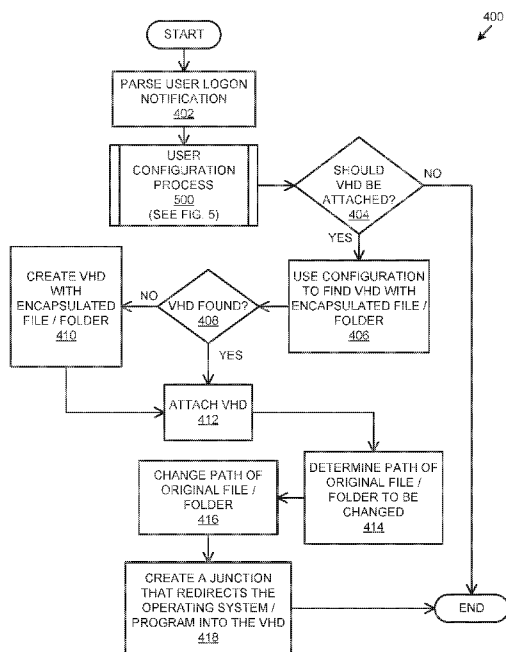 400
START
PARSE USER LOGON
NOTIFICATION
402
USER
CONFIGURATION
PROCESS
500
(SEE FIG. 5)
SHOULD
VHD BE
ATTACHED?
404
NO
YES
CREATE VHD
WITH
ENCAPSULATED
FILE / FOLDER
410
NO
VHD FOUND?
408
YES
USE CONFIGURATION
TO FIND VHD WITH
ENCAPSULATED FILE /
FOLDER
406
ATTACH VHD
412
CHANGE PATH OF
ORIGINAL FILE /
FOLDER
416
DETERMINE PATH OF
ORIGINAL FILE /
FOLDER TO BE
CHANGED
414
CREATE A JUNCTION
THAT REDIRECTS THE
OPERATING SYSTEM /
PROGRAM INTO THE VHD
418
END